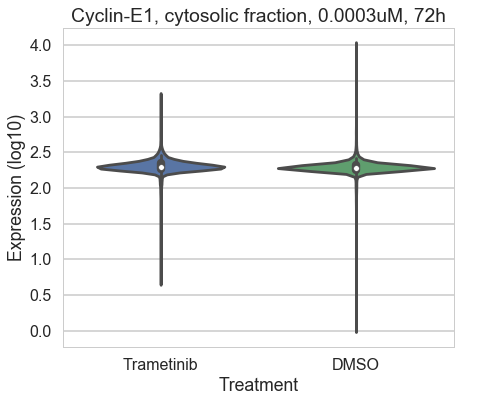 Cyclin-E1, cytosolic fraction, 0.0003uM, 72h
Expression (log10)
4.0
3.5
3.0
2.5
2.0
1.5
1.0
0.5
0.0
Trametinib DMSO
Treatment